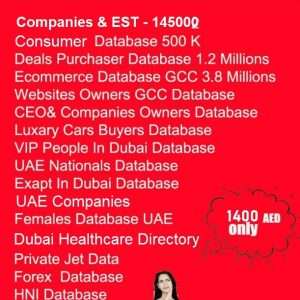 Companies & EST - 145000
Consumer Database 500 K
Deals Purchaser Database 1.2 Millions
Ecommerce Database GCC 3.8 Millions
Websites Owners GCC Database
CEO& Companies Owners Database
Luxary Cars Buyers Database
VIP People In Dubai Database
UAE Nationals Database
Exapt In Dubai Database
UAE Companies
Females Database UAE
Dubai Healthcare Directory
Private Jet Data
Forex Database
HNI Database
1400 AED
only